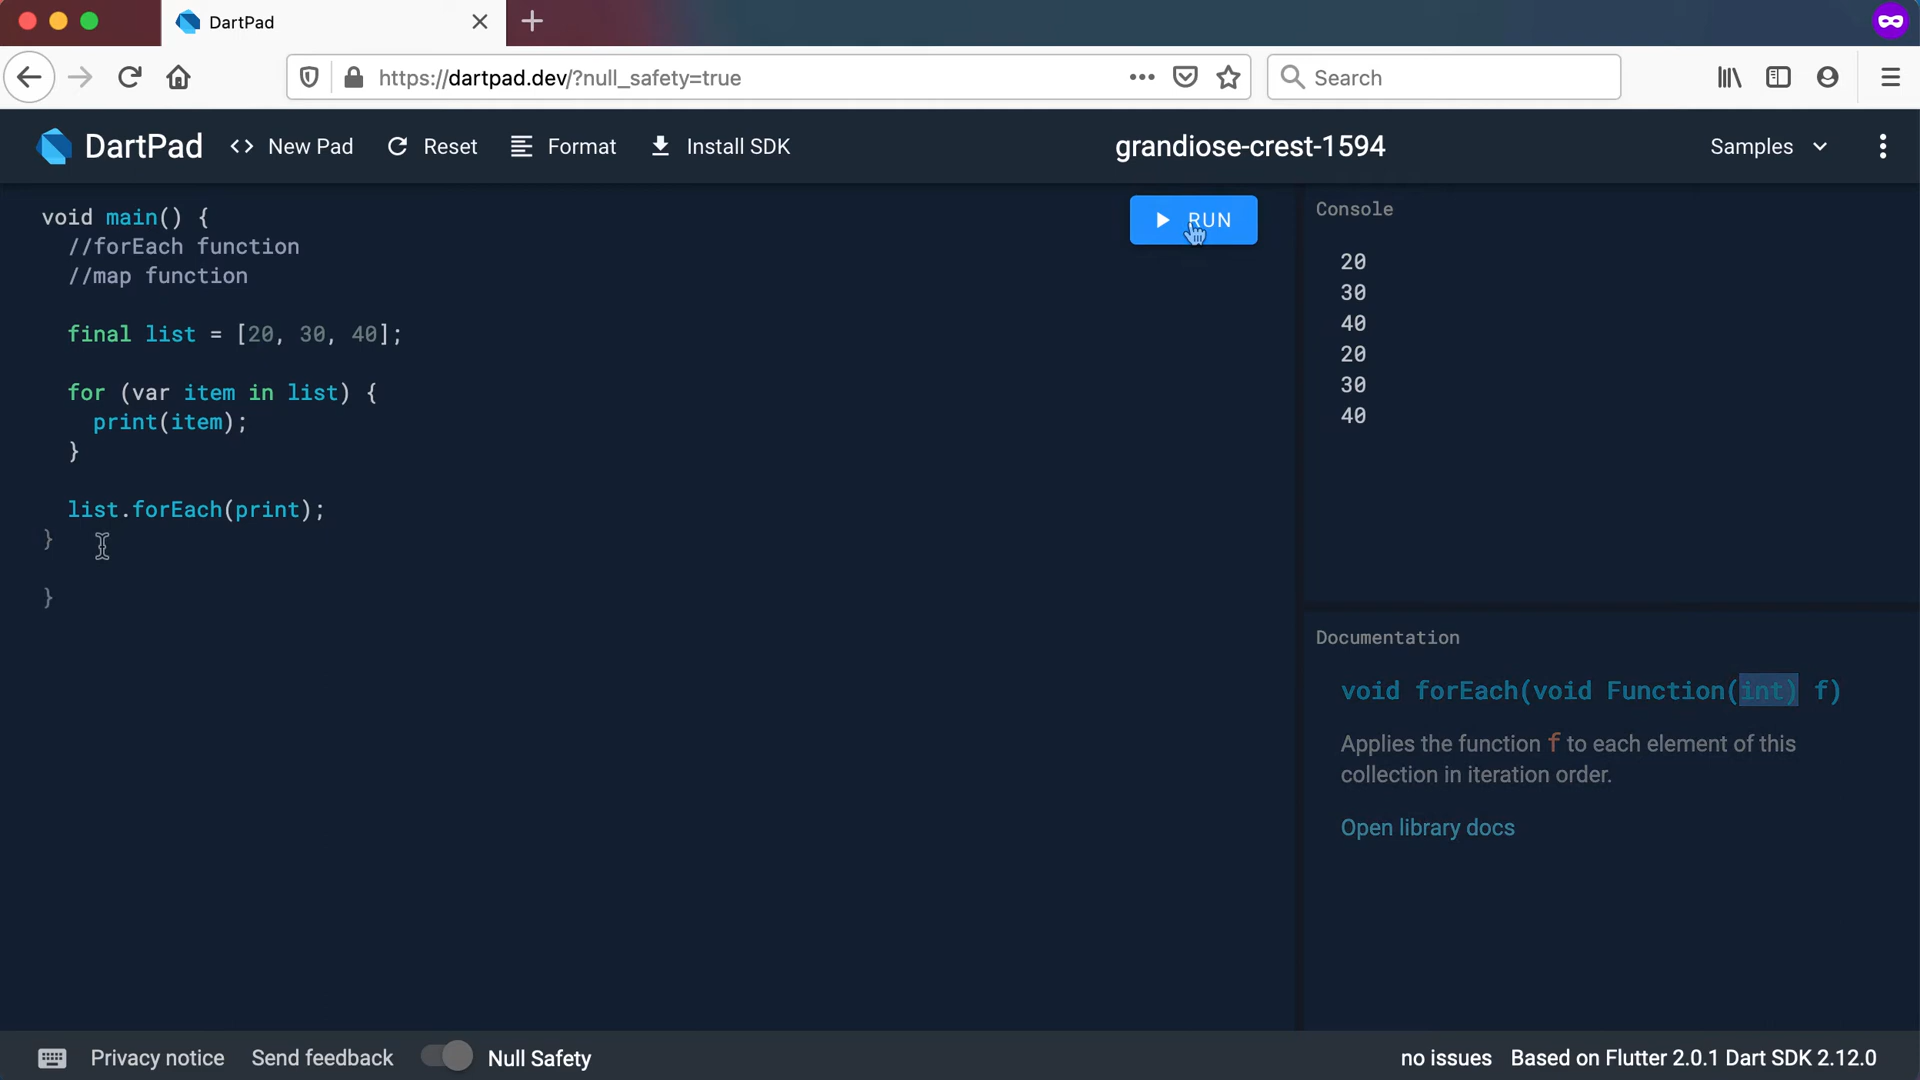 DartPad
https://dartpad.dev/?null_safety=true
Search
DartPad
<> New Pad
Reset
Format
Install SDK
grandiose-crest-1594
Samples
void main() {
//forEach function
//map function
final list = [20, 30, 40];
for (var item in list) {
print(item);
}
list.forEach(print);
}
}
RUN
Console
20
30
40
20
30
40
Documentation
void forEach(void Function(int) f)
Applies the function f to each element of this
collection in iteration order.
Open library docs
Privacy notice
Send feedback
Null Safety
no issues
Based on Flutter 2.0.1 Dart SDK 2.12.0